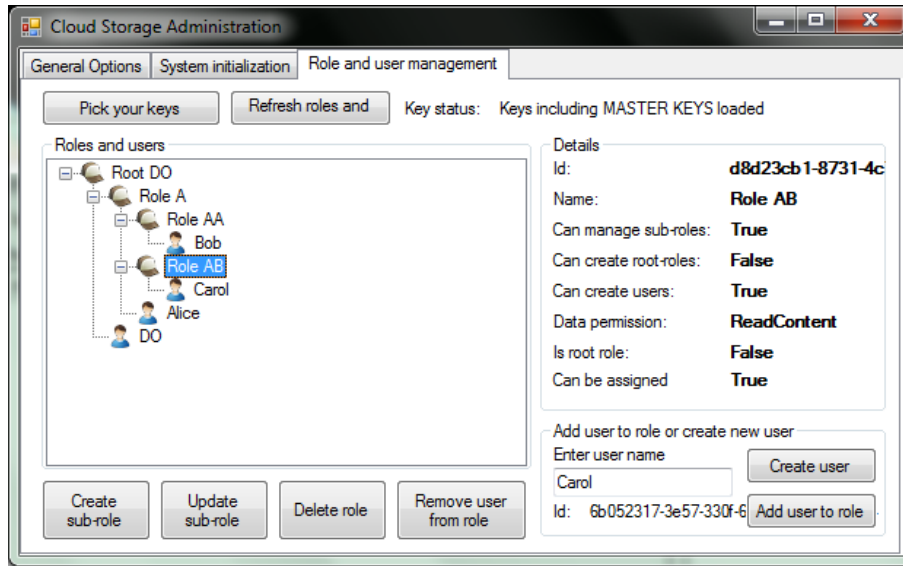 Cloud Storage Administration
General Options System initialization Role and user management
Pick your keys Refresh roles and Key status: Keys including MASTER KEYS loaded
Roles and users
Root DO
Role A
Role AA
Bob
Role AB
Carol
Alice
DO
Create
sub-role
Update
sub-role
Delete role
Remove user
from role
Details
Id: d8d23cb1-8731-4c
Name: Role AB
Can manage sub-roles: True
Can create root-roles: False
Can create users: True
Data permission: ReadContent
Is root role: False
Can be assigned True
Add user to role or create new user
Enter user name
Carol
Create user
Id: 6b052317-3e57-330f-6
Add user to role